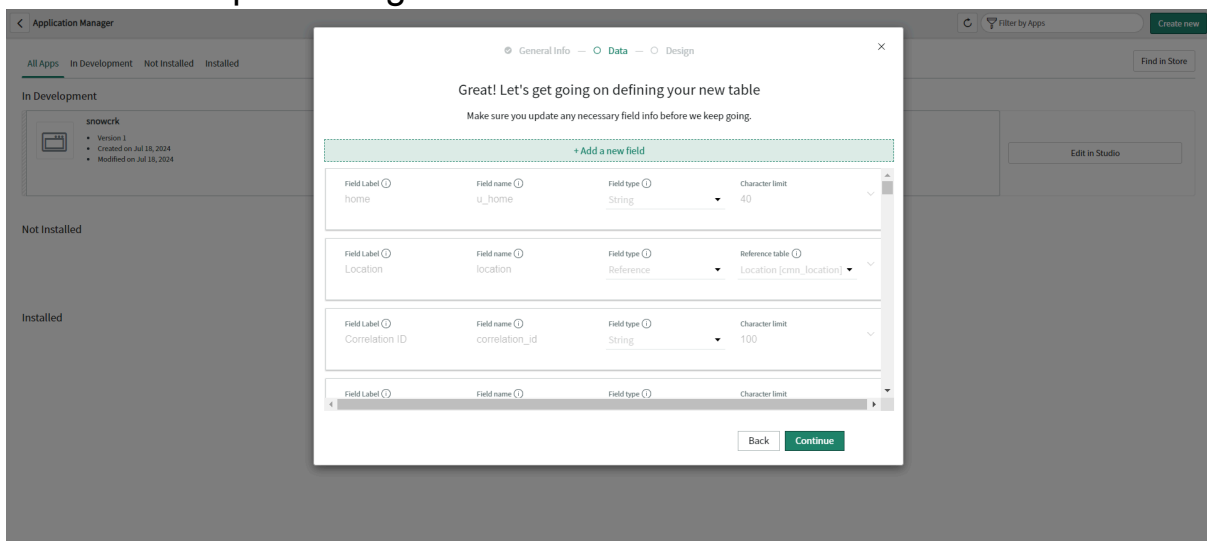 Application Manager
Filter by Apps
Create new
All Apps In Development Not Installed Installed
Find in Store
In Development
snowcrk
• Version 1
• Created on Jul 18, 2024
• Modified on Jul 18, 2024
Edit in Studio
Not Installed
Installed
General Info — Data — Design
Great! Let's get going on defining your new table
Make sure you update any necessary field info before we keep going.
+ Add a new field
Field Label Field name Field type Character limit
home u_home String 40
Field Label Field name Field type Reference table
Location location Reference Location [cmn_location]
Field Label Field name Field type Character limit
Correlation ID correlation_id String 100
Field Label Field name Field type Character limit
Back Continue